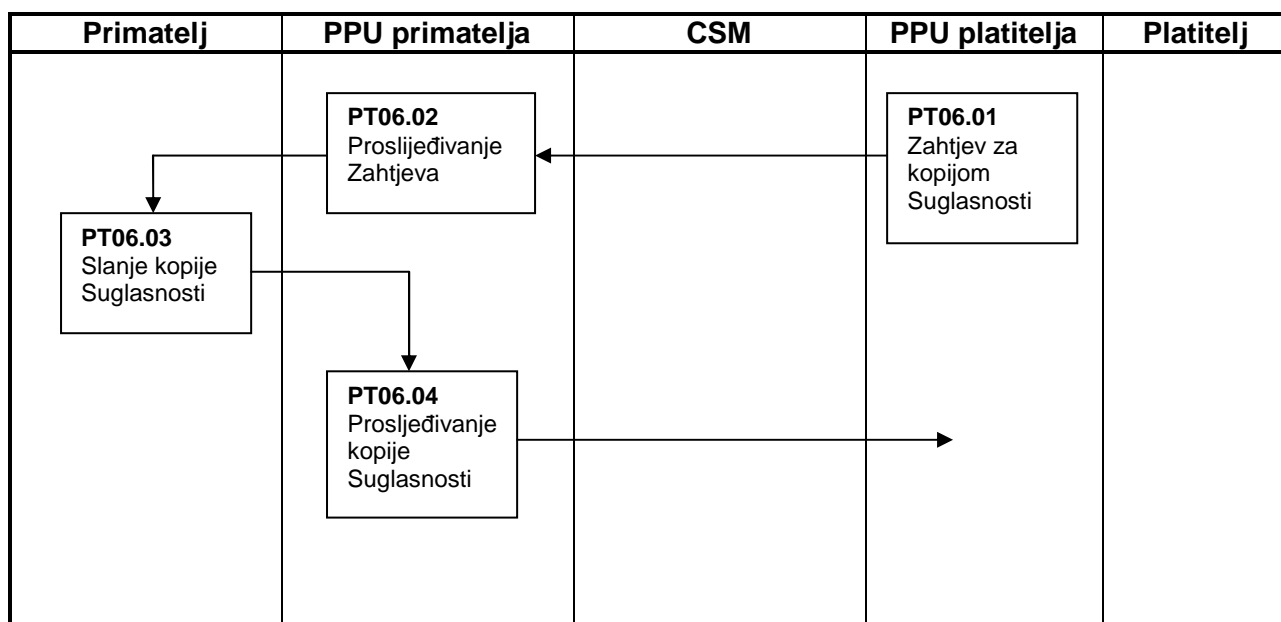 Primatelj
PPU primatelja
CSM
PPU platitelja
Platitelj
PT06.02
Proslijeđivanje
Zahtjeva
PT06.01
Zahtjev za
kopijom
Suglasnosti
PT06.03
Slanje kopije
Suglasnosti
PT06.04
Prosljeđivanje
kopije
Suglasnosti